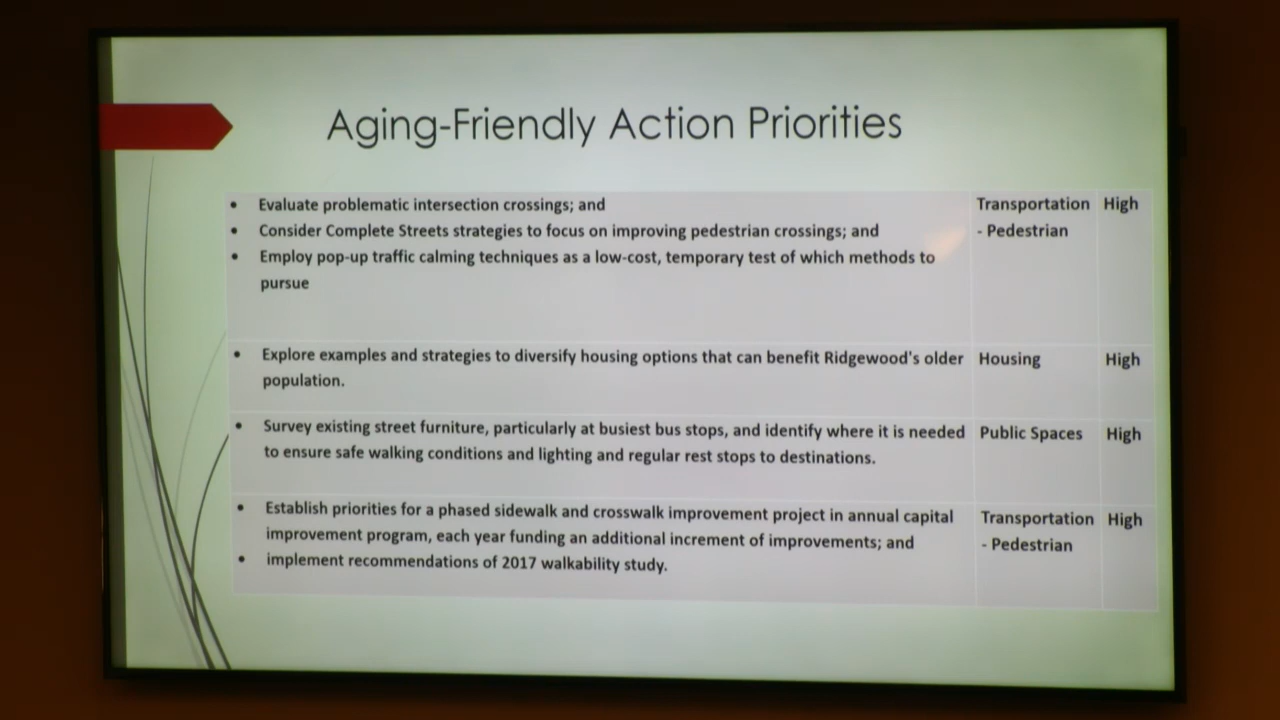 Aging-Friendly Action Priorities
• Evaluate problematic intersection crossings; and
• Consider Complete Streets strategies to focus on improving pedestrian crossings; and
• Employ pop-up traffic calming techniques as a low-cost, temporary test of which methods to
pursue
Transportation
- Pedestrian
High
• Explore examples and strategies to diversify housing options that can benefit Ridgewood's older
population.
Housing
High
• Survey existing street furniture, particularly at busiest bus stops, and identify where it is needed
to ensure safe walking conditions and lighting and regular rest stops to destinations.
Public Spaces
High
• Establish priorities for a phased sidewalk and crosswalk improvement project in annual capital
improvement program, each year funding an additional increment of improvements; and
• implement recommendations of 2017 walkability study.
Transportation
- Pedestrian
High